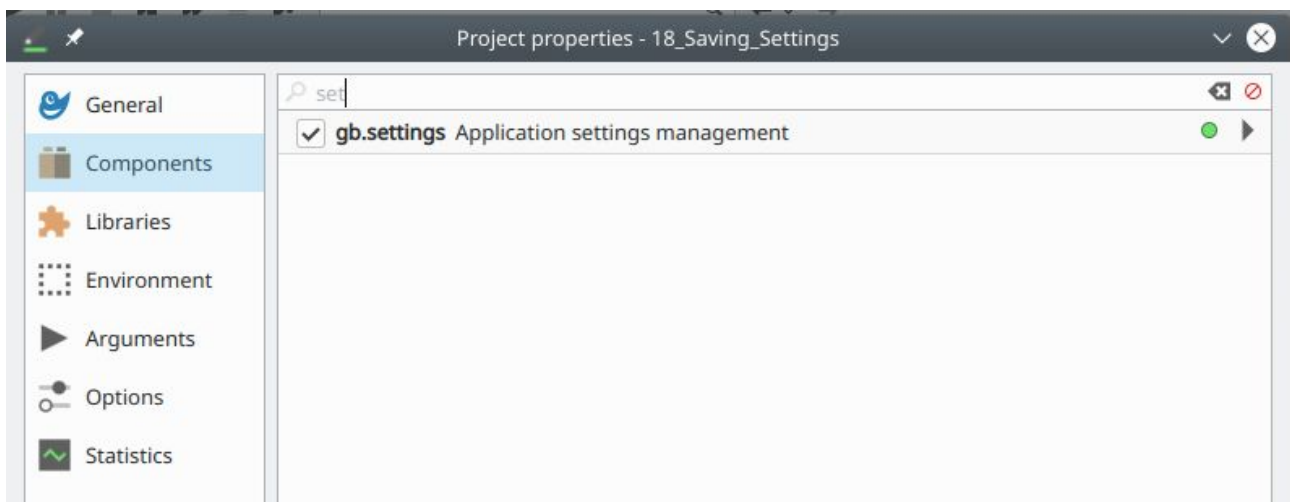 Project properties - 18_Saving_Settings
General
Components
Libraries
Environment
Arguments
Options
Statistics
set
gb.settings Application settings management